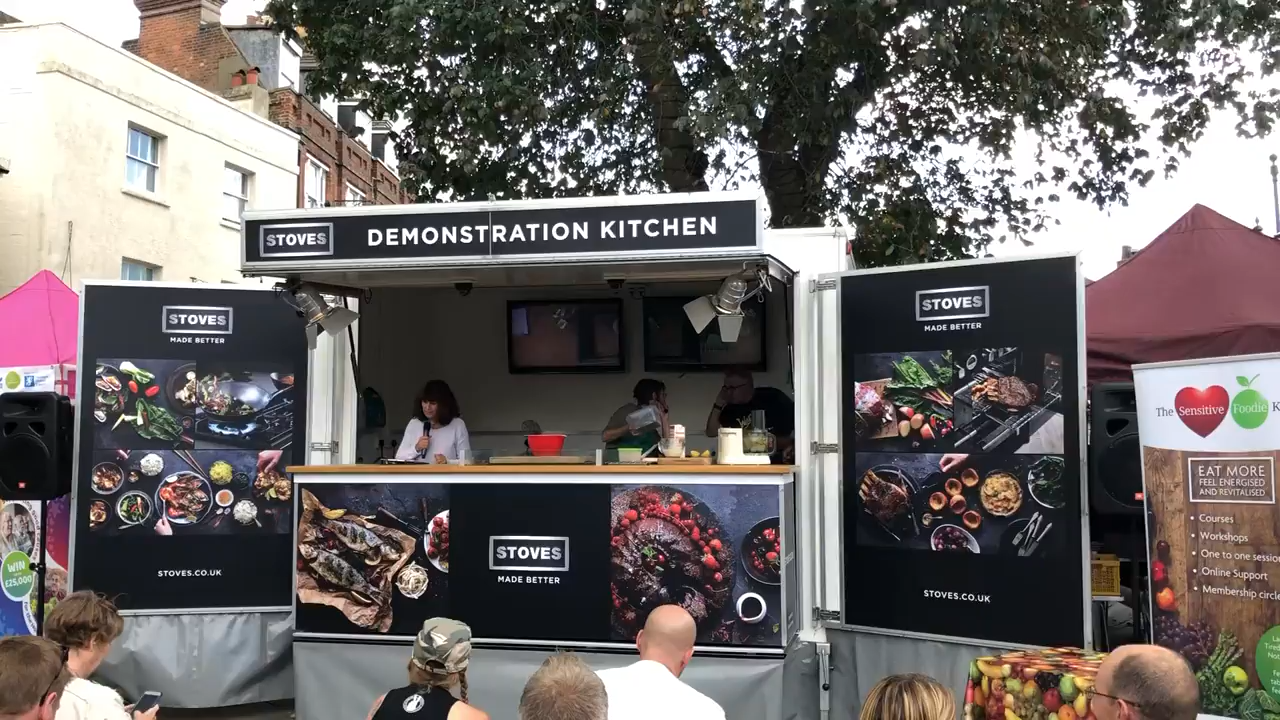 STOVES
DEMONSTRATION KITCHEN
STOVES
MADE BETTER
STOVES.CO.UK
STOVES
MADE BETTER
STOVES
MADE BETTER
STOVES.CO.UK
The Sensitive Foodie K
EAT MORE
FEEL ENERGISED
AND REVITALISED
• Courses
• Workshops
• One to one session
• Online Support
• Membership circle
WIN
£25,000